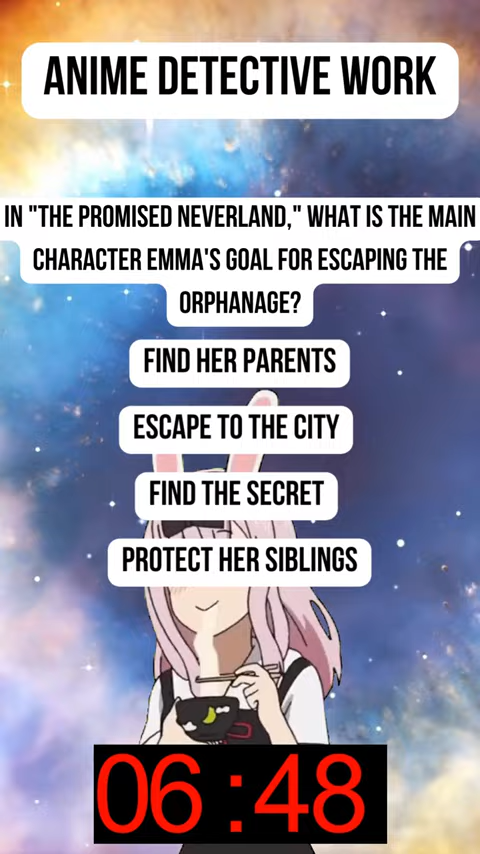 ANIME DETECTIVE WORK
IN "THE PROMISED NEVERLAND," WHAT IS THE MAIN
CHARACTER EMMA'S GOAL FOR ESCAPING THE
ORPHANAGE?
FIND HER PARENTS
ESCAPE TO THE CITY
FIND THE SECRET
PROTECT HER SIBLINGS
06:48